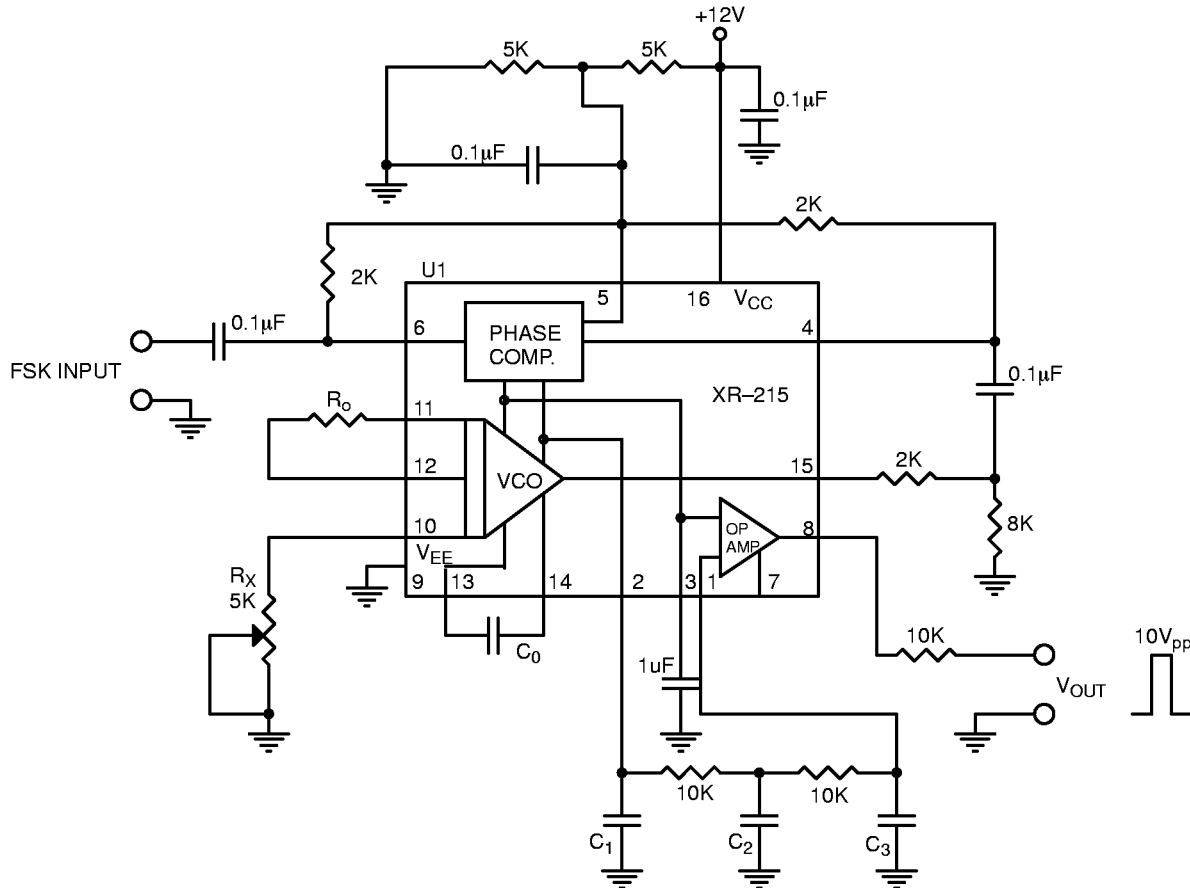 +12V
5K
5K
0.1µF
0.1µF
2K
2K
U1
5
16
VCC
0.1µF
6
PHASE
COMP.
4
FSK INPUT
0.1µF
XR–215
Ro
11
12
VCO
15
2K
10
OP
AMP
8
8K
VEE
RX
5K
9
13
14
2
3
1
7
C0
10K
10Vpp
1uF
VOUT
10K
10K
C1
C2
C3